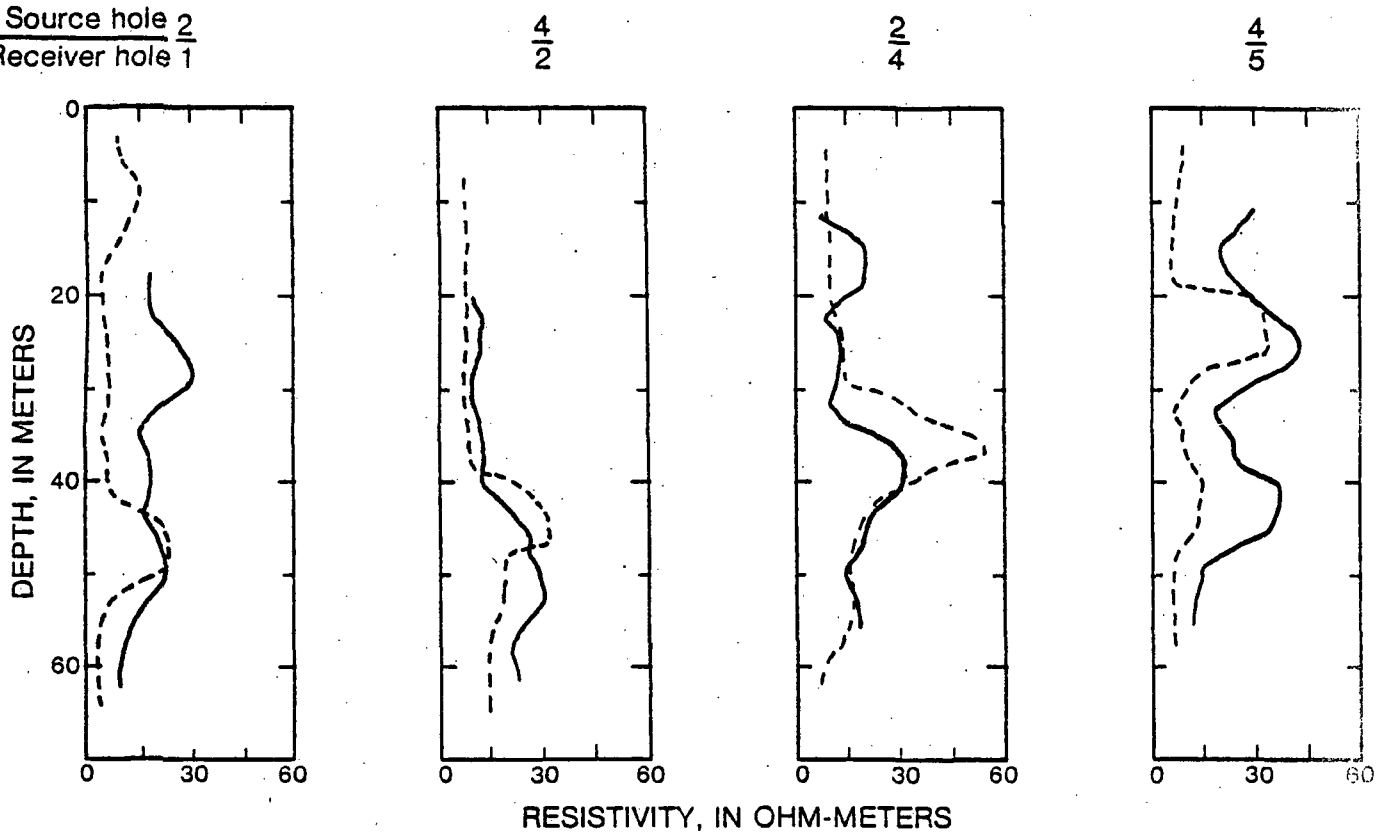 Source hole 2 4 2 4
Receiver hole 1 2 4 5
0
20
40
60
DEPTH, IN METERS
0 30 60 0 30 60 0 30 60 0 30 60
RESISTIVITY, IN OHM-METERS